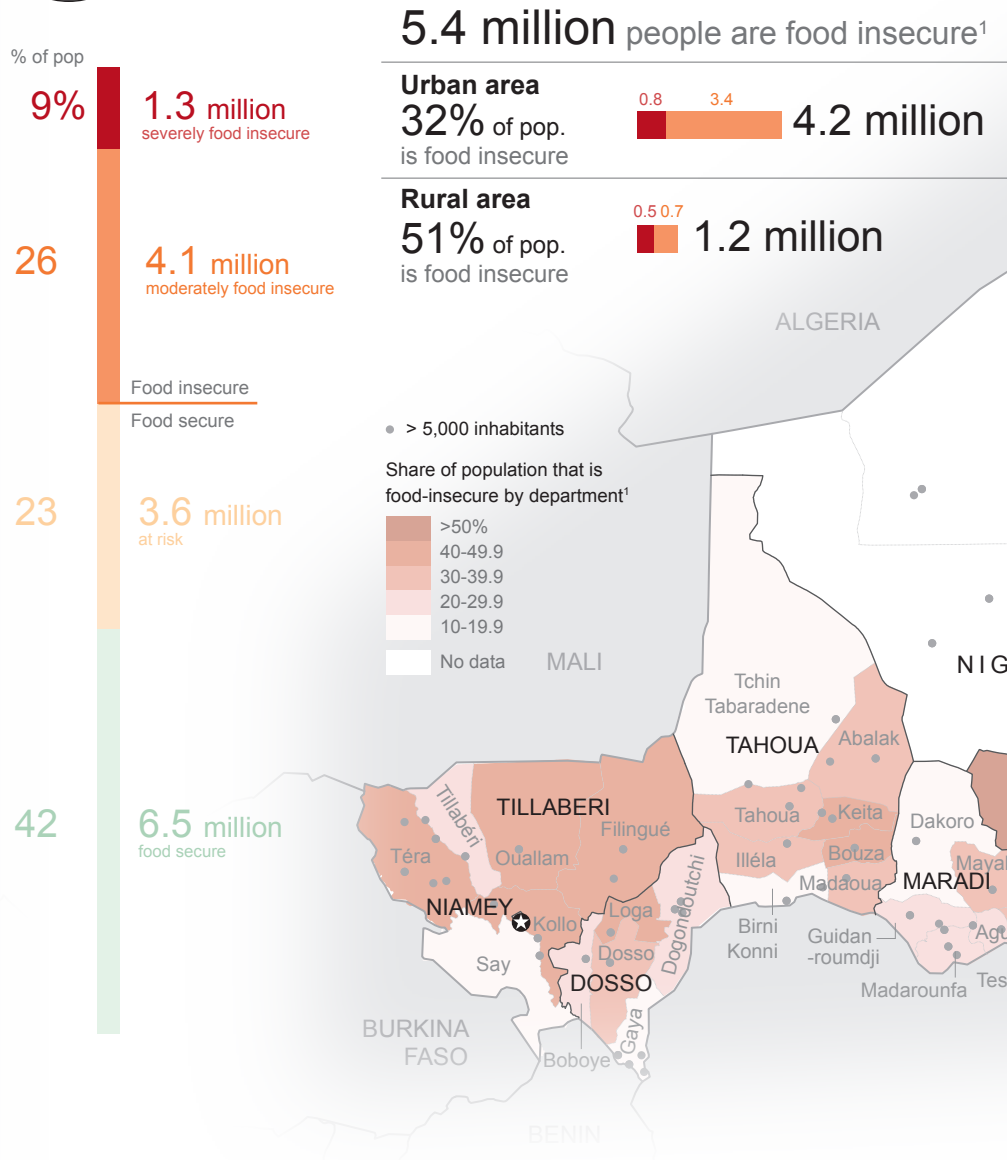 5.4 million people are food insecure¹
% of pop
9%
1.3 million
severely food insecure
26
4.1 million
moderately food insecure
Food insecure
Food secure
23
3.6 million
at risk
42
6.5 million
food secure
Urban area
32% of pop.
is food insecure
0.8 3.4
4.2 million
Rural area
51% of pop.
is food insecure
0.5 0.7
1.2 million
> 5,000 inhabitants
Share of population that is
food-insecure by department¹
>50%
40-49.9
30-39.9
20-29.9
10-19.9
No data
ALGERIA
MALI
NIG
Tchin
Tabaradene
TAHOUA
Abalak
Tillabéri
TILLABERI
Filingué
Tahoua
Keita
Dakoro
Téra
Ouallam
Illéla
Bouza
Mayah
Madaoua
MARADI
NIAMEY
Kollo
Loga
Dogondoutchi
Birni
Konni
Guidan
-roumdji
Agu
Say
Dosso
DOSSO
Madarounfa
Tes
BURKINA
FASO
Boboye
Gaya
BENIN